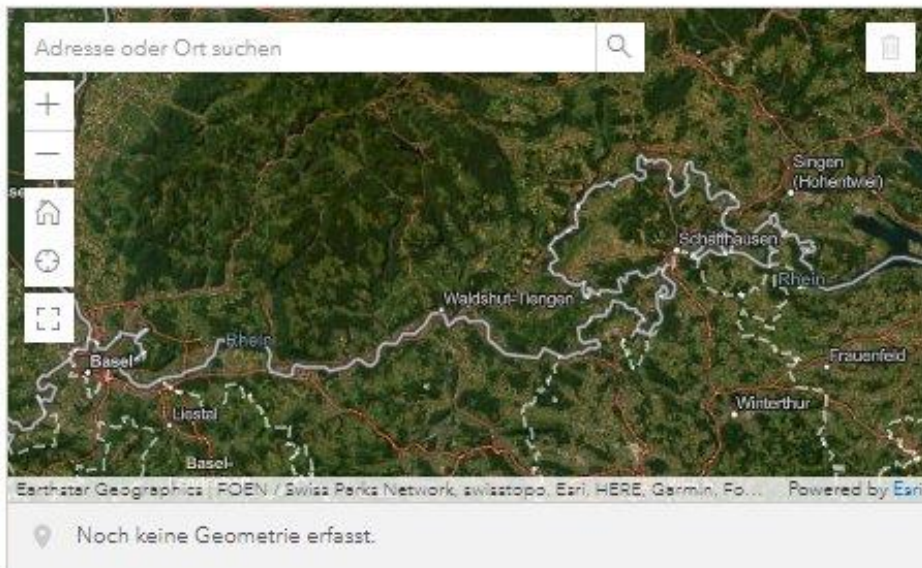 Adresse oder Ort suchen
Singen
(Hohentwiel)
Schaffhausen
Rhein
Waldshut-Tiengen
Rhein
Basel
Frauenfeld
Liestal
Winterthur
Basel-
Earthstar Geographics | FOEN / Swiss Parks Network, swisstopo, Esri, HERE, Garmin, Fo... Powered by Esri
Noch keine Geometrie erfasst.